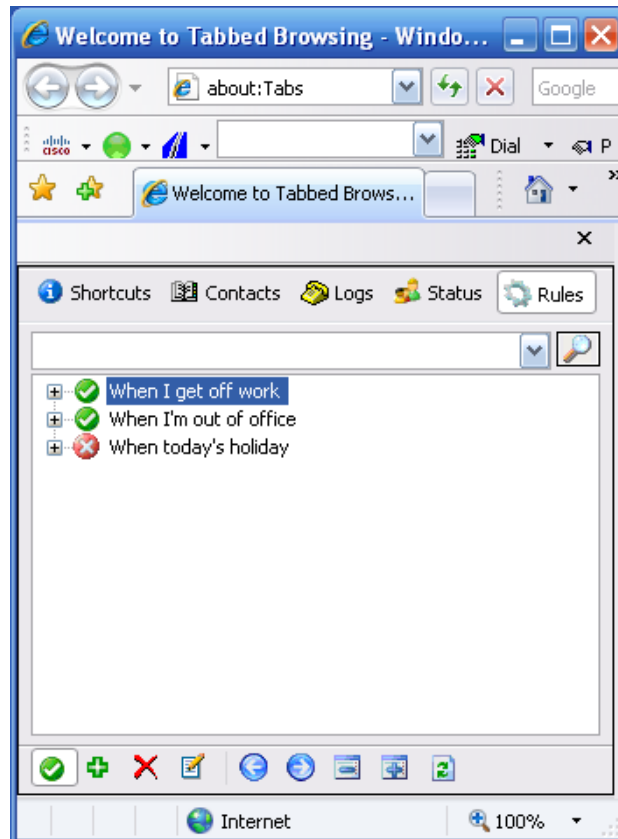 Welcome to Tabbed Browsing - Windo...
about:Tabs
Google
cisco
Dial
P
Welcome to Tabbed Brows...
Shortcuts Contacts Logs Status Rules
When I get off work
When I'm out of office
When today's holiday
Internet 100%